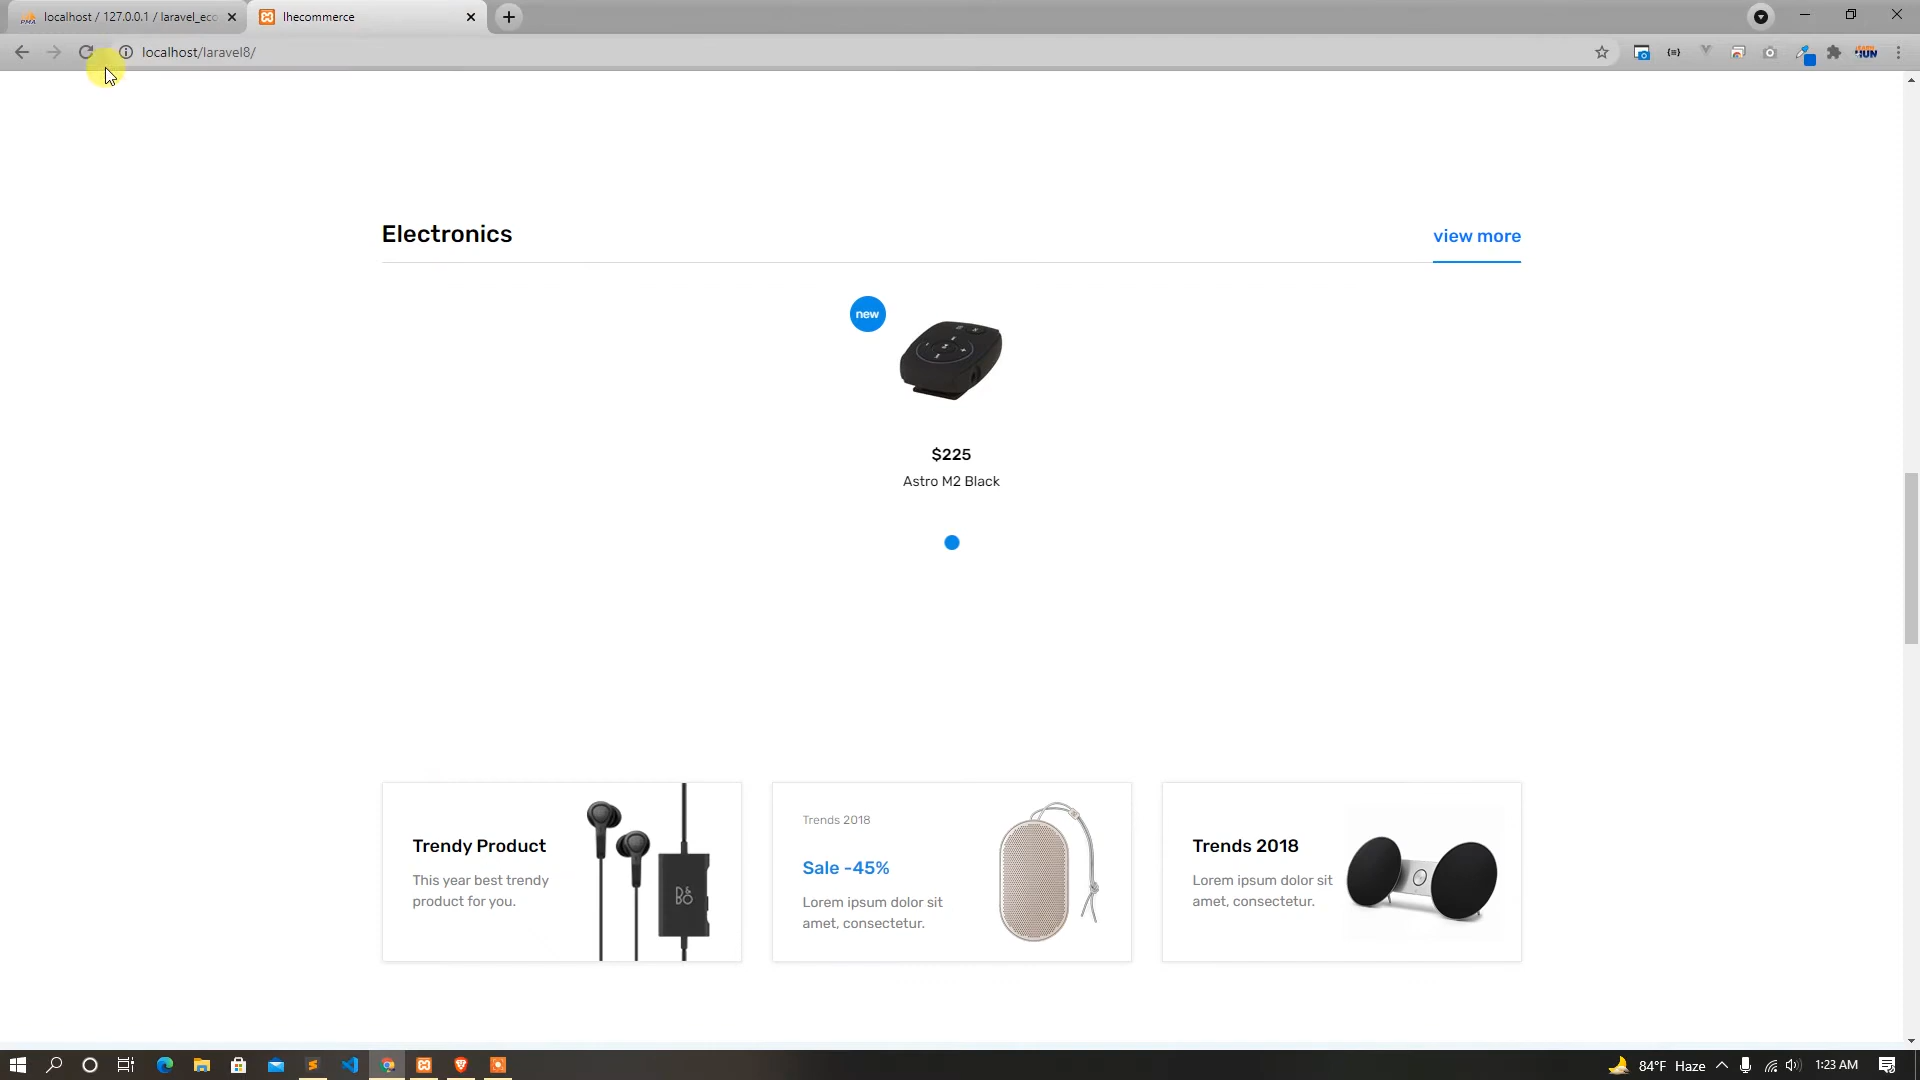 localhost / 127.0.0.1 / laravel_eco
lhecommerce
localhost/laravel8/
Electronics
view more
new
$225
Astro M2 Black
Trendy Product
This year best trendy
product for you.
B&O
Trends 2018
Sale -45%
Lorem ipsum dolor sit
amet, consectetur.
Trends 2018
Lorem ipsum dolor sit
amet, consectetur.
84°F Haze
1:23 AM